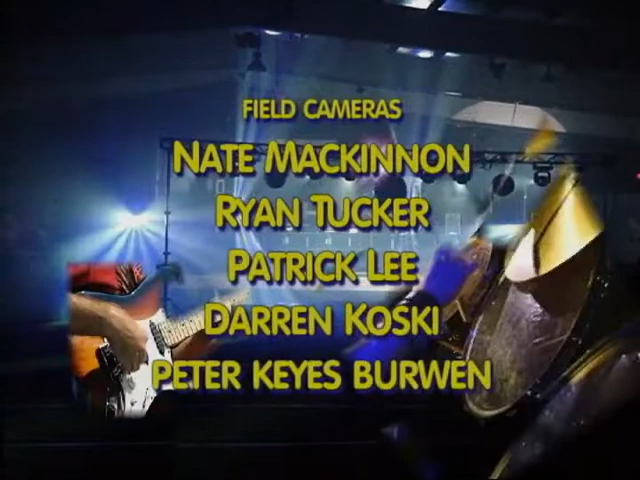 FIELD CAMERAS
NATE MACKINNON
RYAN TUCKER
PATRICK LEE
DARREN KOSKI
PETER KEYES BURWEN